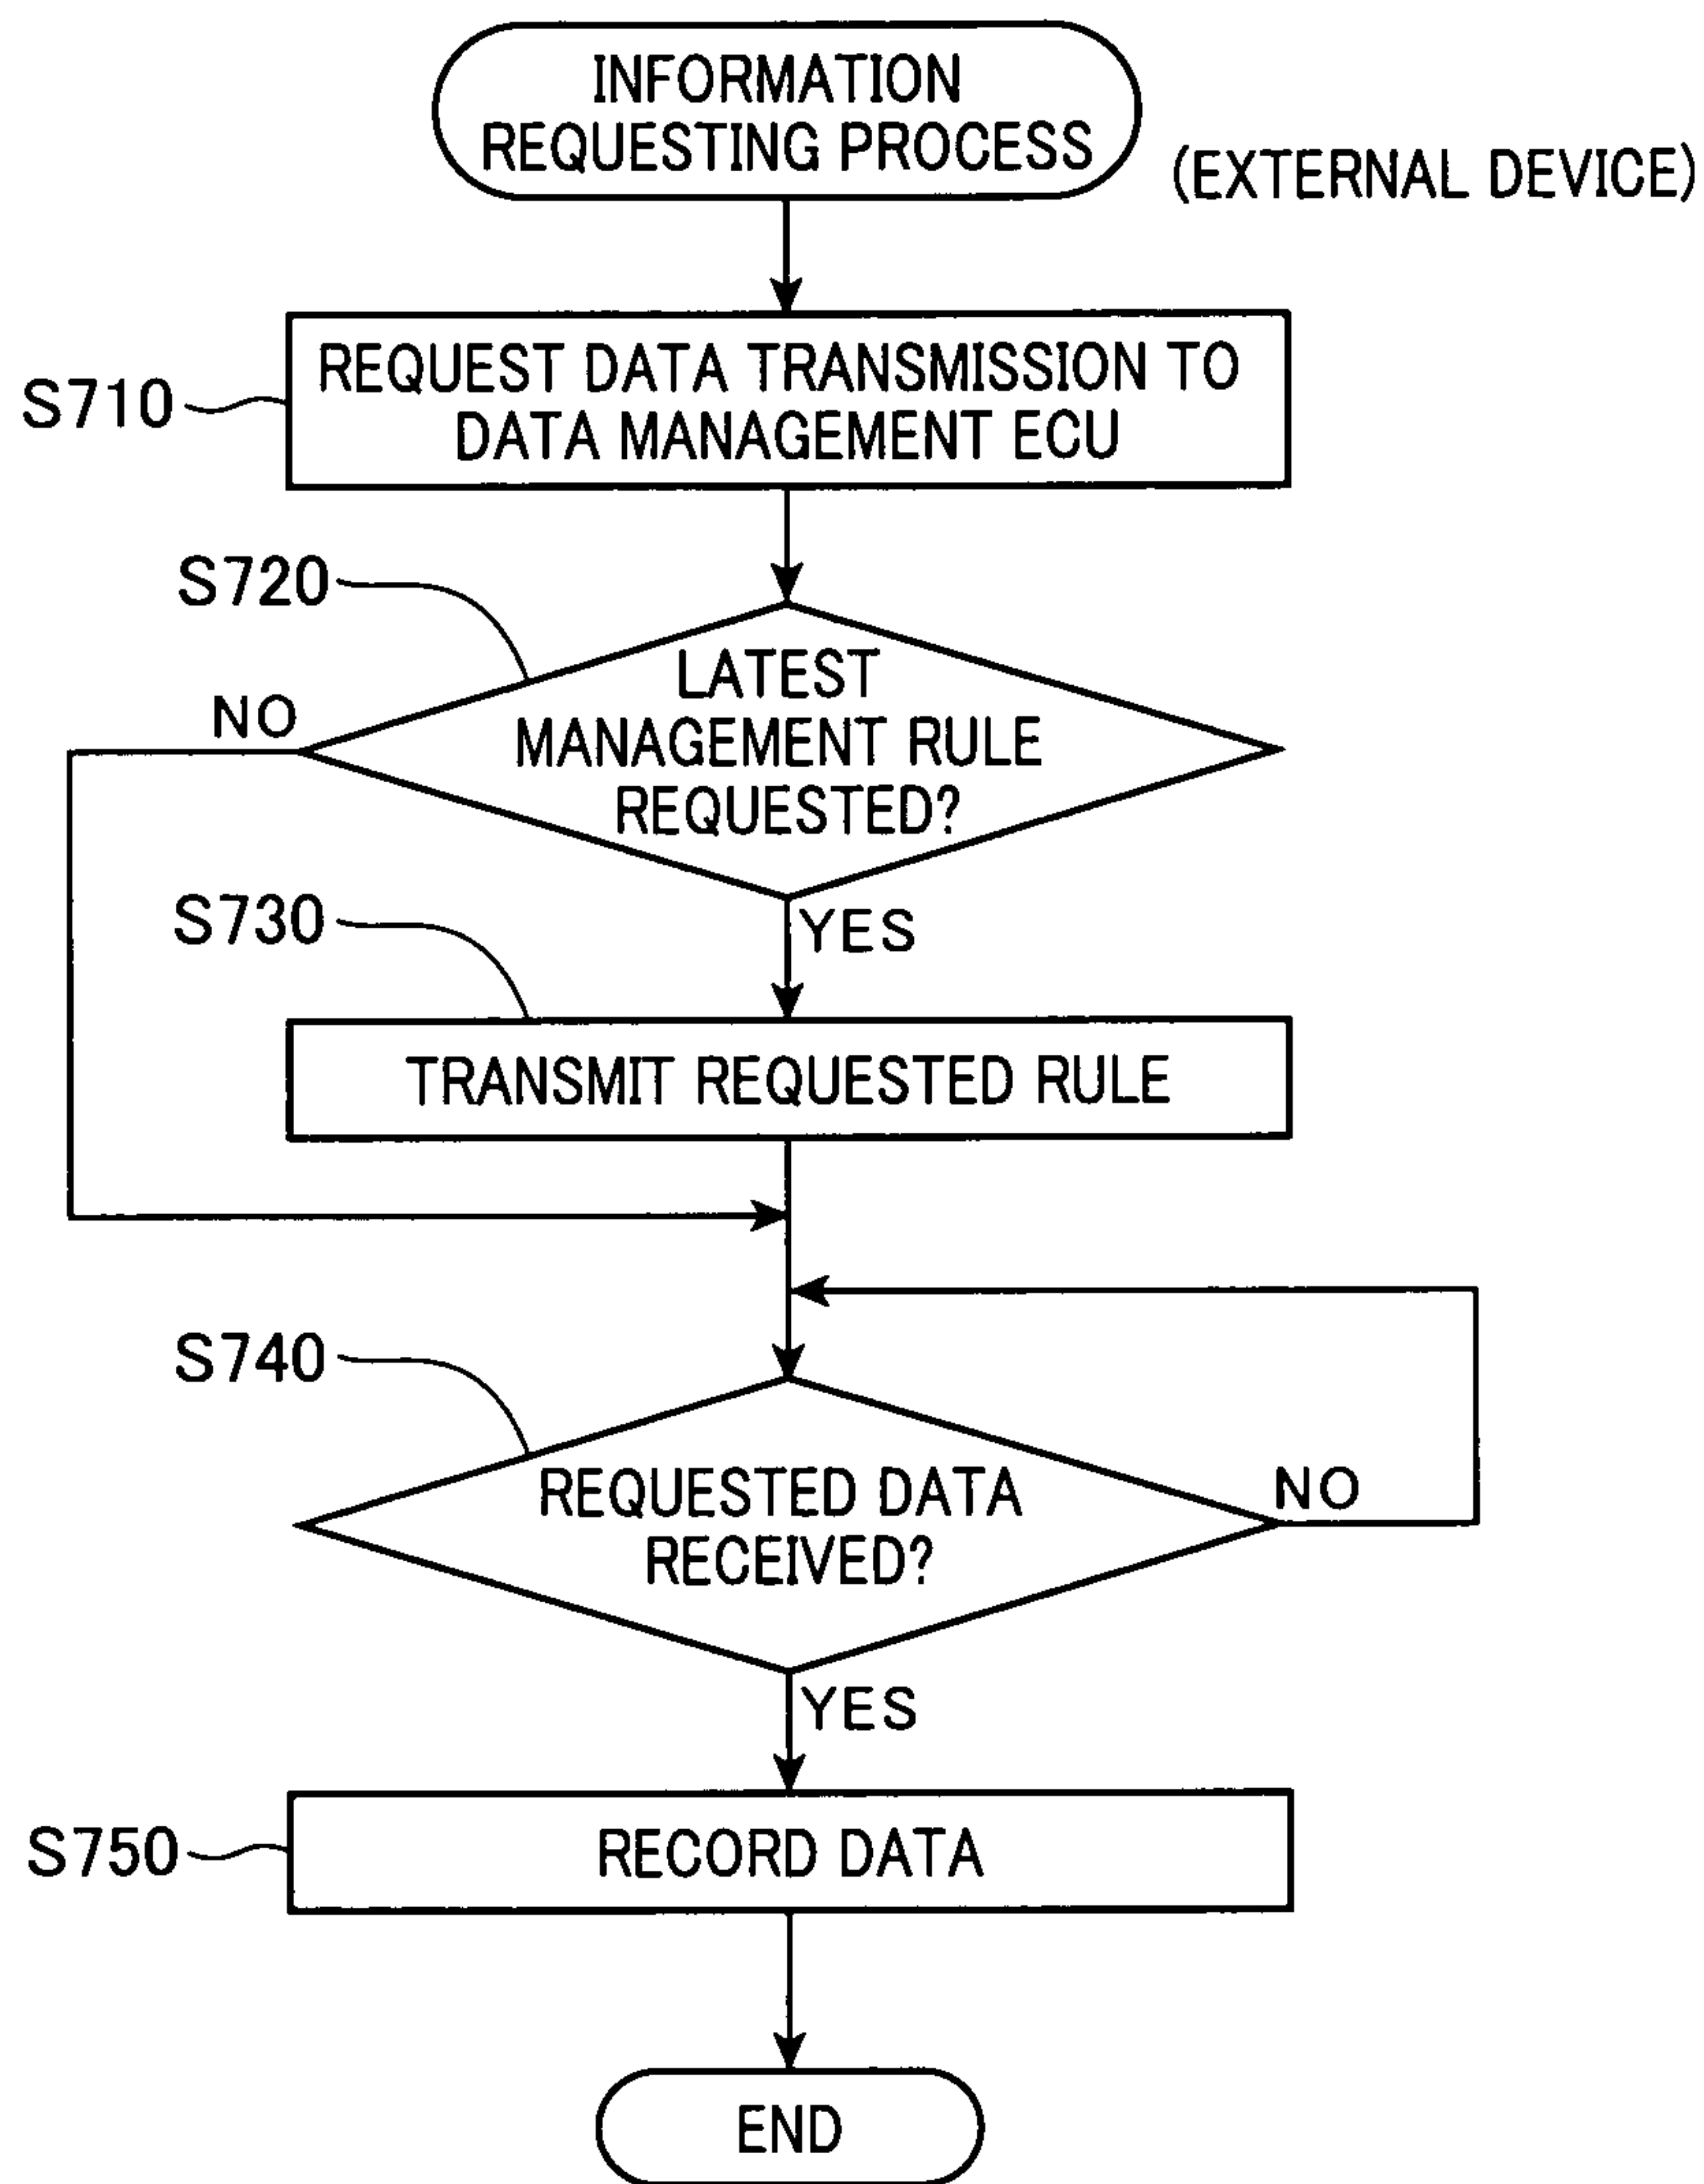 INFORMATION
REQUESTING PROCESS
(EXTERNAL DEVICE)
S710
REQUEST DATA TRANSMISSION TO
DATA MANAGEMENT ECU
S720
LATEST
MANAGEMENT RULE
REQUESTED?
NO
YES
S730
TRANSMIT REQUESTED RULE
S740
REQUESTED DATA
RECEIVED?
NO
YES
S750
RECORD DATA
END